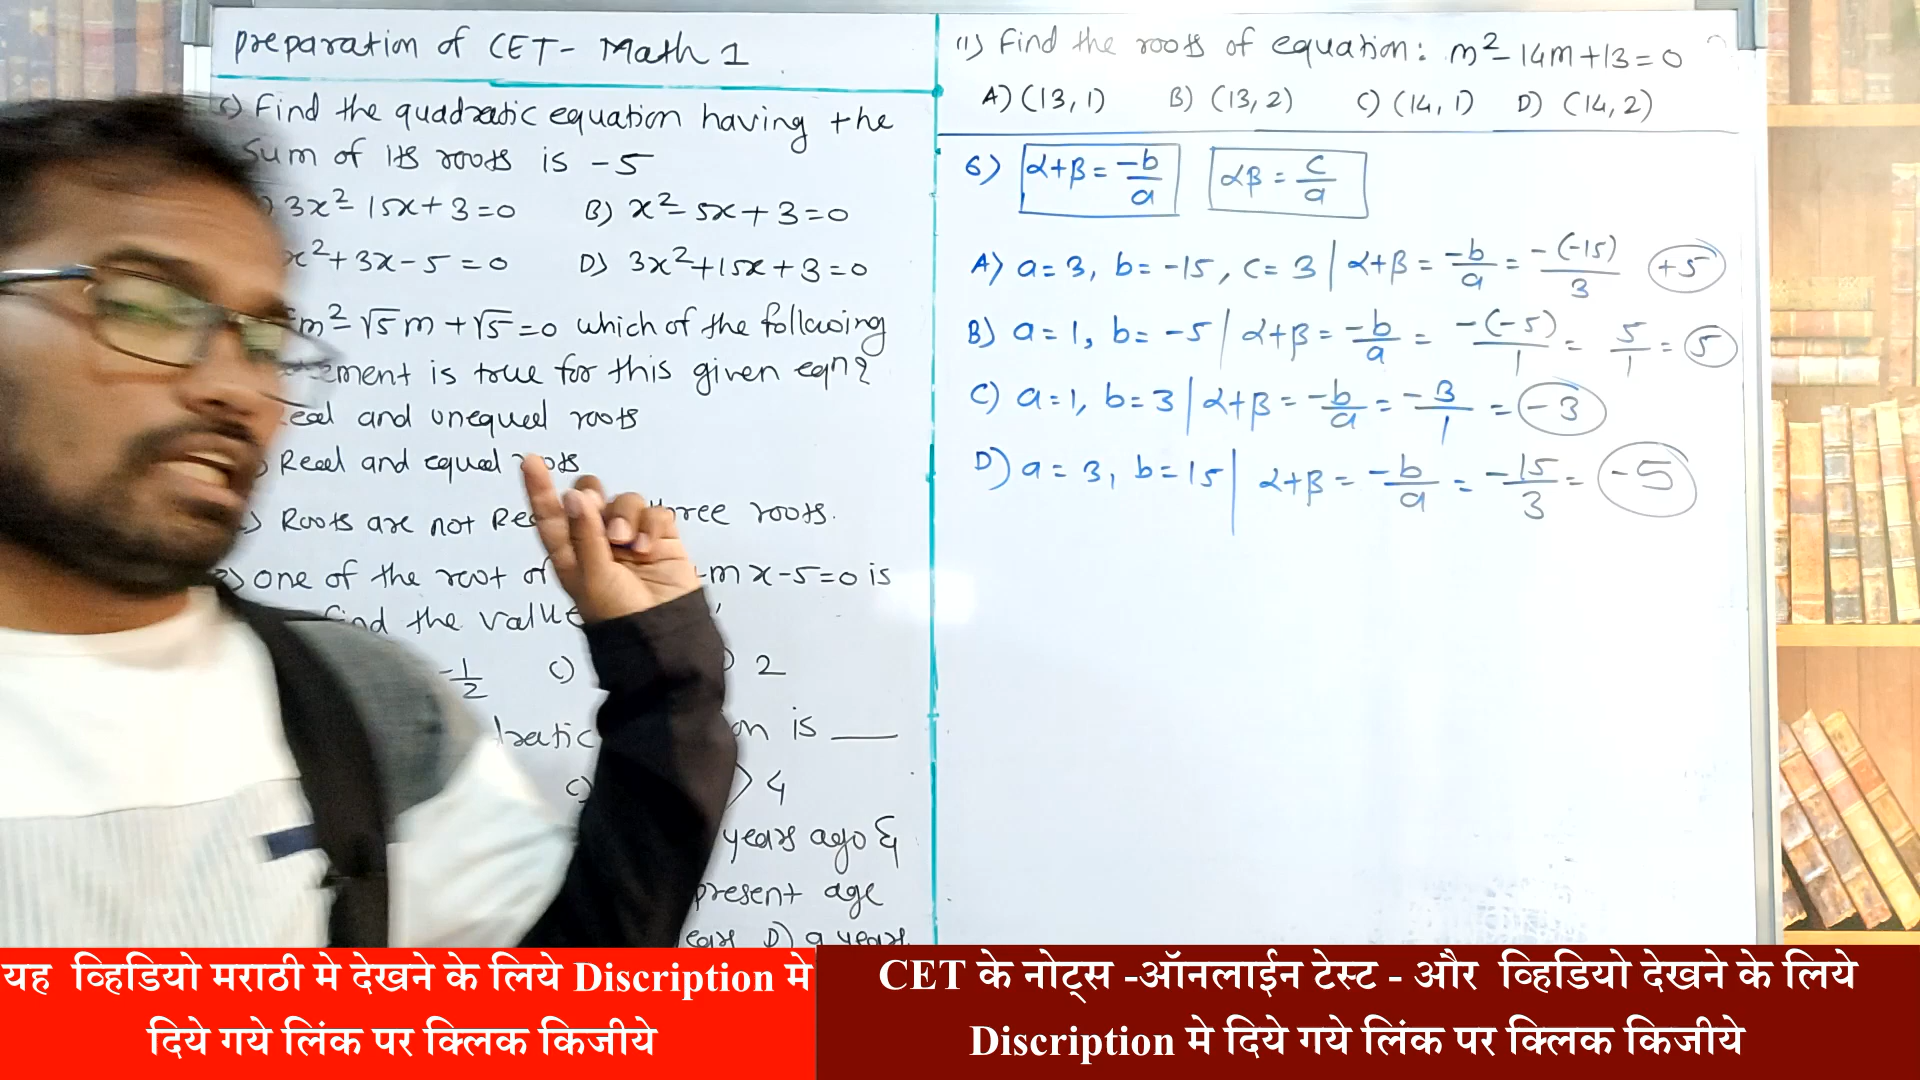 preparation of CET- Math 1
6) Find the quadratic equation having the
sum of its roots is -5
3x²- 15x+3=0 B) x²- 5x+3=0
x²+3x-5=0 D) 3x²+15x+3=0
m²- √5 m + √5=0 which of the following
is true for this given eqn?
and unequal roots
Real and equal roots
Roots are not three roots.
one of the root of mx-5=0 is
the value
-1/2 C) 2
is ___
C) 4
years ago &
present age
D) 9 years
11) Find the roots of equation: m²- 14m+13=0
A) (13, 1) B) (13, 2) C) (14, 1) D) (14, 2)
6) α+β = -b/a αβ = c/a
A) a=3, b=-15, c=3 | α+β = -b/a = -(-15)/3 +5
B) a=1, b=-5 | α+β = -b/a = -(-5)/1 = 5/1 = 5
C) a=1, b=3 | α+β = -b/a = -3/1 = -3
D) a=3, b=15 | α+β = -b/a = -15/3 = -5
यह व्हिडियो मराठी मे देखने के लिये Discription मे
दिये गये लिंक पर क्लिक किजीये
CET के नोट्स -ऑनलाईन टेस्ट - और व्हिडियो देखने के लिये
Discription मे दिये गये लिंक पर क्लिक किजीये